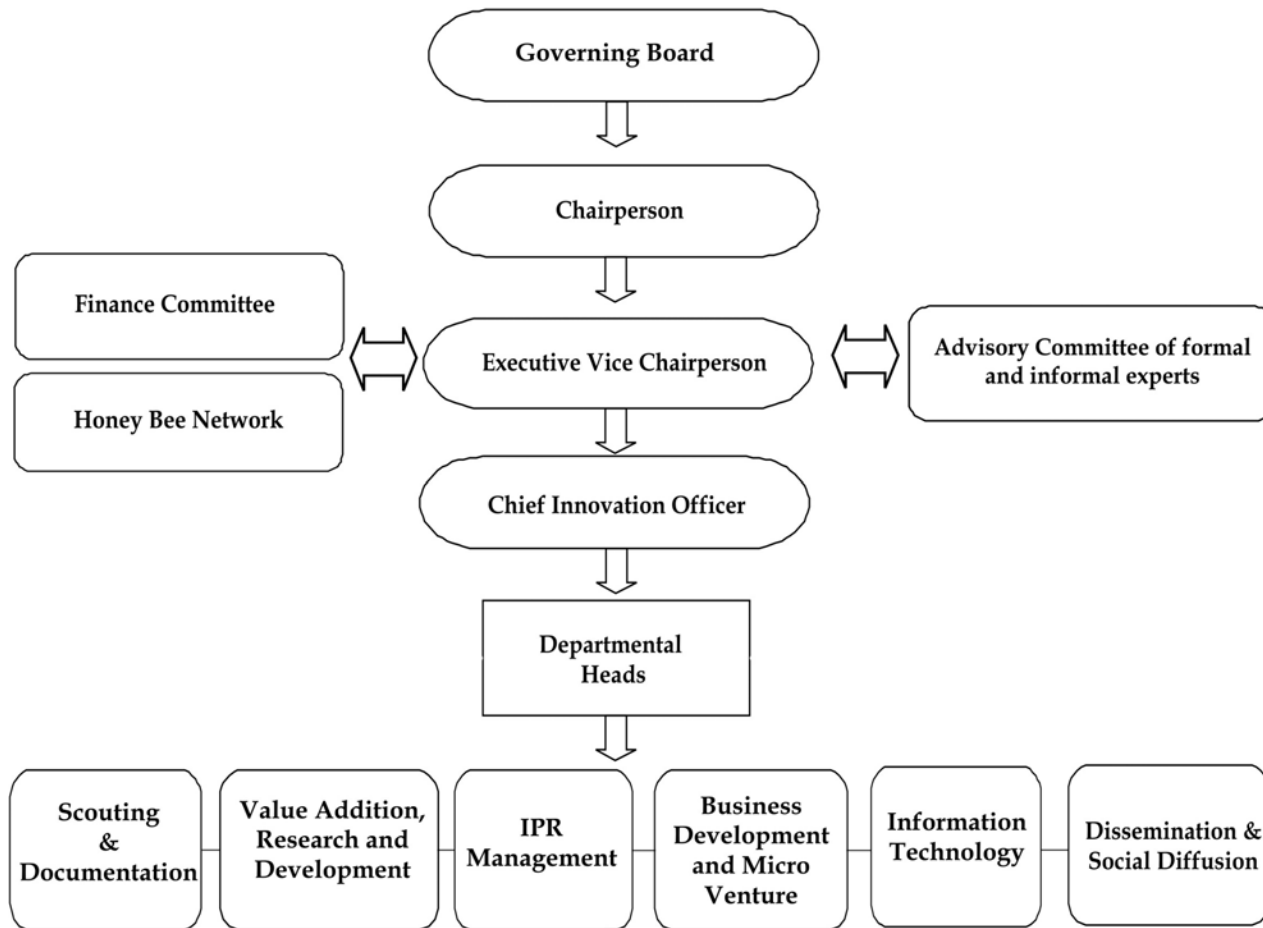 Governing Board
Chairperson
Finance Committee
Honey Bee Network
Executive Vice Chairperson
Advisory Committee of formal
and informal experts
Chief Innovation Officer
Departmental
Heads
Scouting
&
Documentation
Value Addition,
Research and
Development
IPR
Management
Business
Development
and Micro
Venture
Information
Technology
Dissemination &
Social Diffusion